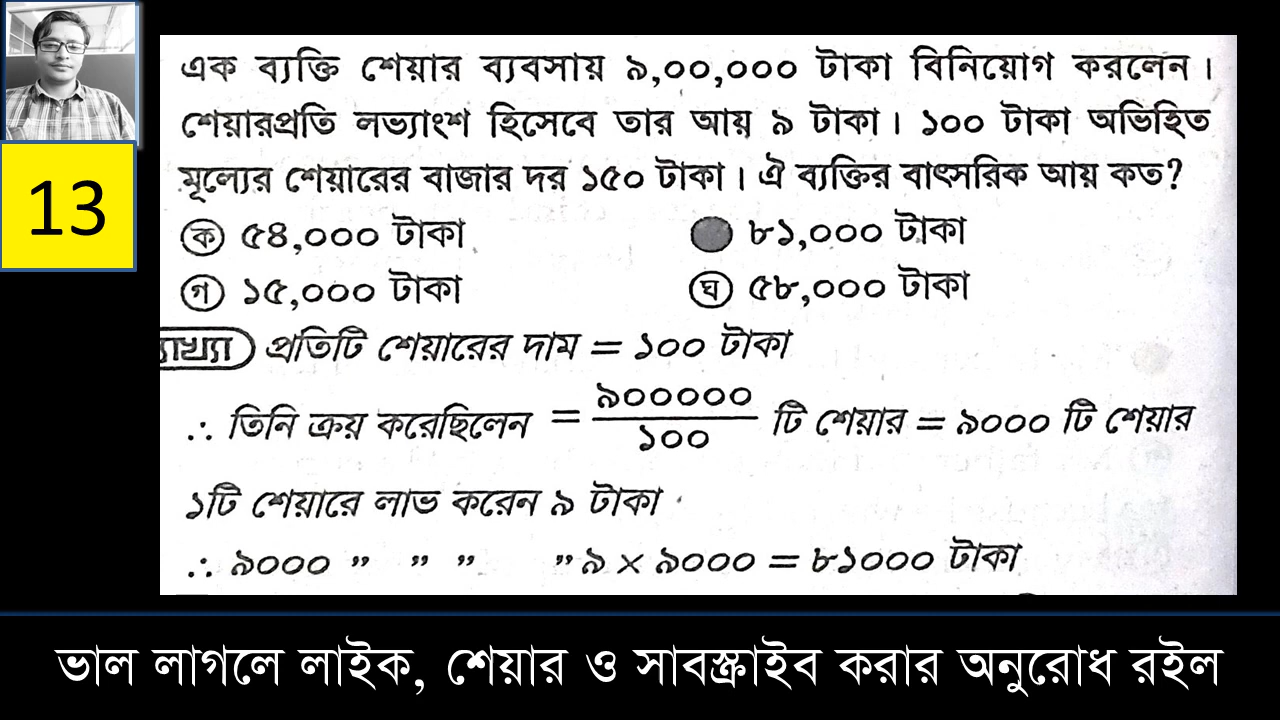 13
এক ব্যক্তি শেয়ার ব্যবসায় ৯,০০,০০০ টাকা বিনিয়োগ করলেন।
শেয়ারপ্রতি লভ্যাংশ হিসেবে তার আয় ৯ টাকা। ১০০ টাকা অভিহিত
মূল্যের শেয়ারের বাজার দর ১৫০ টাকা। ঐ ব্যক্তির বাৎসরিক আয় কত?
ক ৫৪,০০০ টাকা ৮১,০০০ টাকা
গ ১৫,০০০ টাকা ঘ ৫৮,০০০ টাকা
্যাখ্যা প্রতিটি শেয়ারের দাম = ১০০ টাকা
∴ তিনি ক্রয় করেছিলেন = ৯০০০০০/১০০ টি শেয়ার = ৯০০০ টি শেয়ার
১টি শেয়ারে লাভ করেন ৯ টাকা
∴ ৯০০০ ” ” ” ” ৯ × ৯০০০ = ৮১০০০ টাকা
ভাল লাগলে লাইক, শেয়ার ও সাবস্ক্রাইব করার অনুরোধ রইল